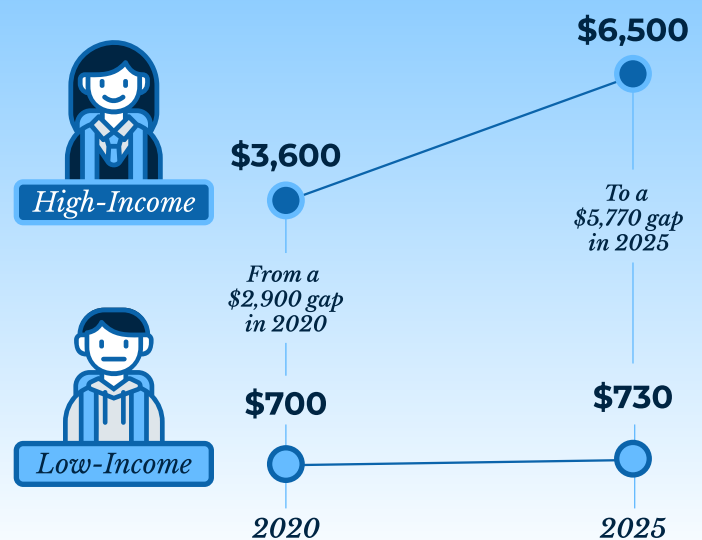 $6,500
$3,600
High-Income
To a
$5,770 gap
in 2025
From a
$2,900 gap
in 2020
$700
$730
Low-Income
2020
2025